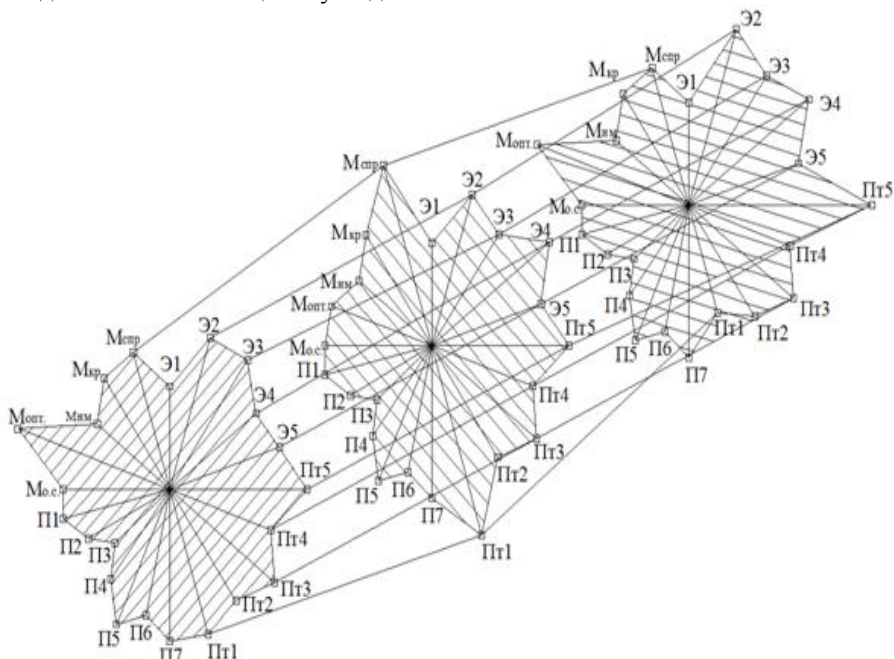 Э2
Мспр
Э3
Мкр
Э1
Э4
Мопт.
Мнм
Э5
Пт5
Мо.с.
П1
П2
П3
Пт4
П4
Пт3
Пт1
Пт2
П5
П6
П7
Мспр
Э2
Э1
Э3
Мкр
Э4
Мнм
Мопт.
Э5
Пт5
Мо.с.
П1
Пт4
П2
П3
П4
Пт3
Пт2
П5
П6
П7
Пт1
Э2
Мспр
Э3
Мкр
Э1
Э4
Мопт.
Мнм
Э5
Пт5
Мо.с.
П1
Пт4
П2
П3
П4
Пт3
Пт2
П5
П6
П7
Пт1